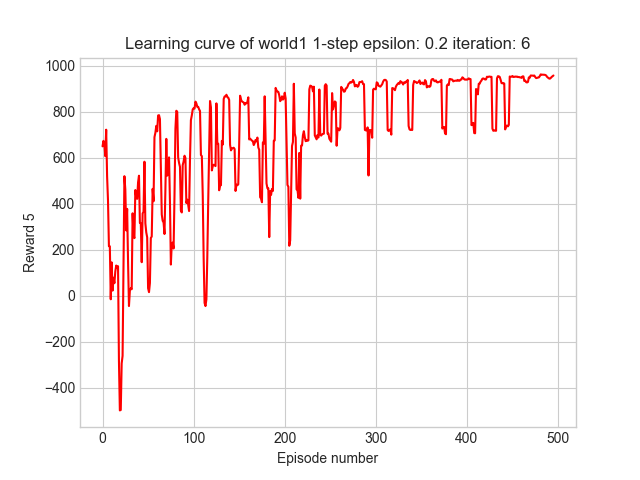 Learning curve of world1 1-step epsilon: 0.2 iteration: 6
1000
800
600
400
200
0
−200
−400
Reward 5
0 100 200 300 400 500
Episode number